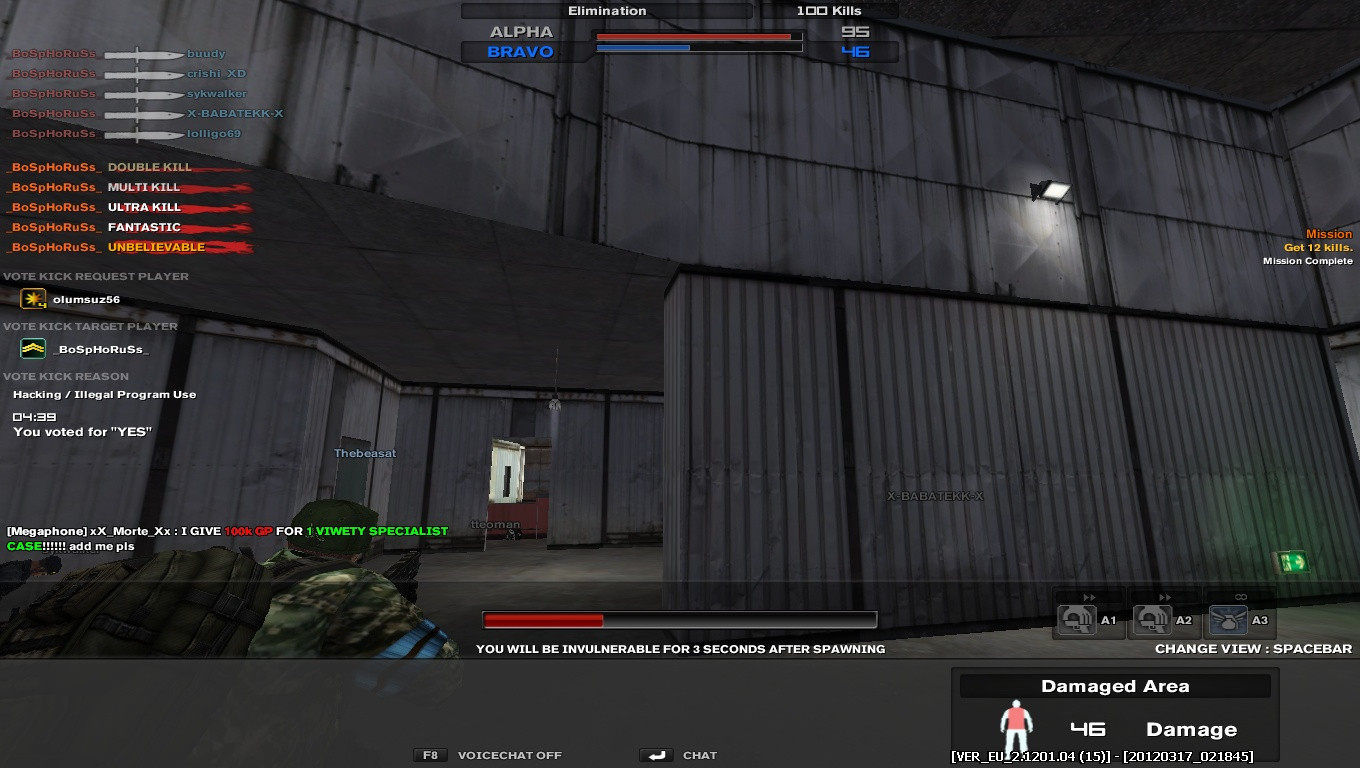 Elimination 100 Kills
ALPHA 95
BRAVO 46
_BoSpHoRuSs_ buudy
_BoSpHoRuSs_ crishi_XD
_BoSpHoRuSs_ sykwalker
_BoSpHoRuSs_ X-BABATEKK-X
_BoSpHoRuSs_ lolligo69
_BoSpHoRuSs_ DOUBLE KILL
_BoSpHoRuSs_ MULTI KILL
_BoSpHoRuSs_ ULTRA KILL
_BoSpHoRuSs_ FANTASTIC
_BoSpHoRuSs_ UNBELIEVABLE
Mission
Get 12 kills.
Mission Complete
VOTE KICK REQUEST PLAYER
4 olumsuz56
VOTE KICK TARGET PLAYER
_BoSpHoRuSs_
VOTE KICK REASON
Hacking / Illegal Program Use
04:39
You voted for "YES"
Thebeasat
X-BABATEKK-X
tteoman
[Megaphone] xX_Morte_Xx : I GIVE 100k GP FOR 1 VIWETY SPECIALIST
CASE!!!!!! add me pls
A1 A2 A3
YOU WILL BE INVULNERABLE FOR 3 SECONDS AFTER SPAWNING
CHANGE VIEW : SPACEBAR
Damaged Area
46 Damage
F8 VOICECHAT OFF CHAT
[VER_EU_2.1201.04 (15)] - [20120317_021845]